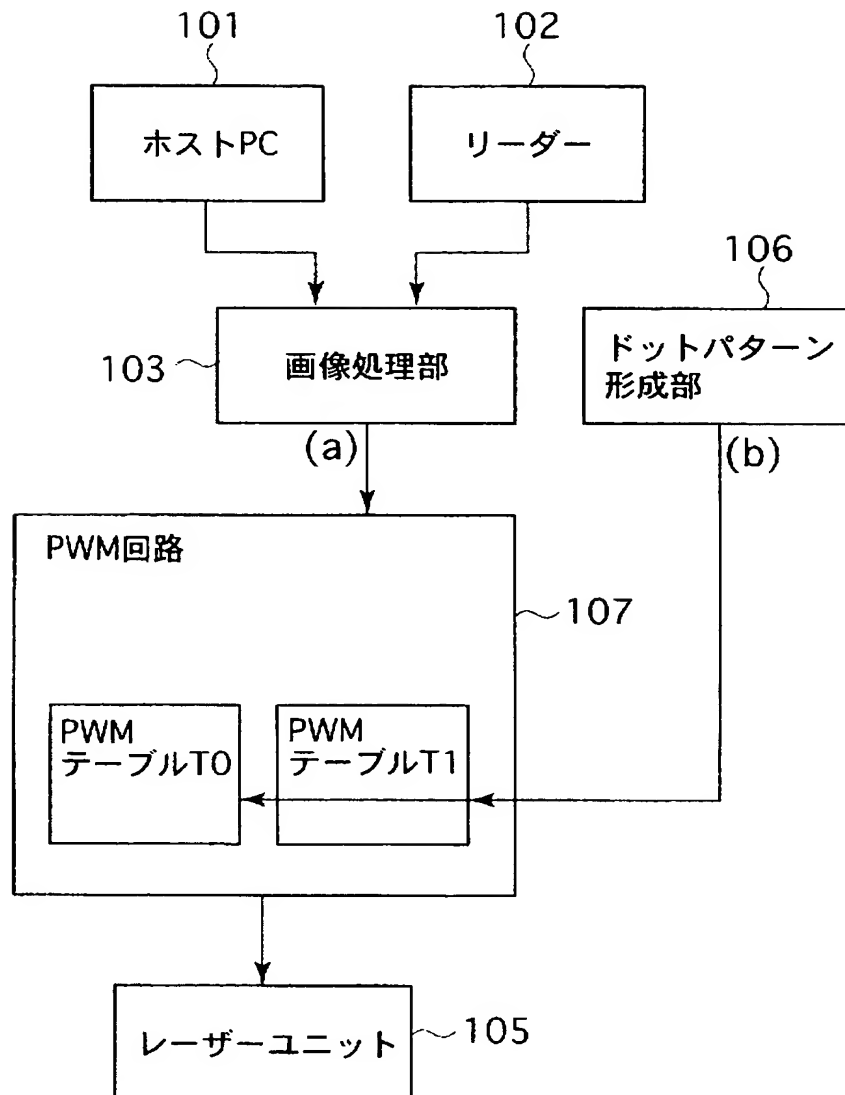 101
102
ホストPC
リーダー
106
103
画像処理部
ドットパターン
形成部
(a)
(b)
PWM回路
107
PWM
テーブルT0
PWM
テーブルT1
レーザーユニット
105